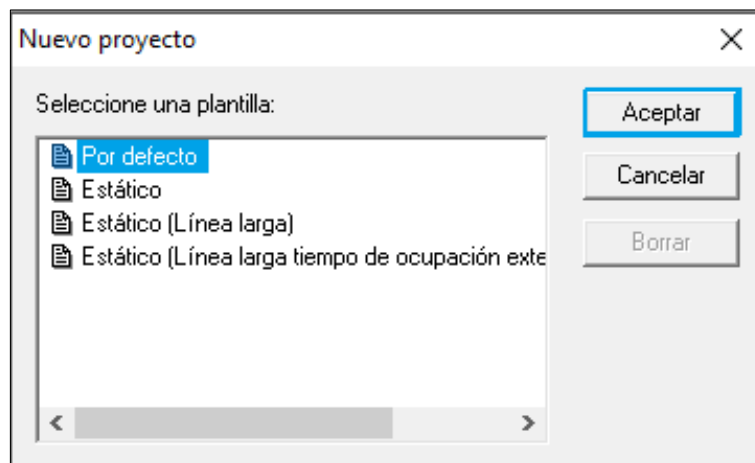 Nuevo proyecto
Seleccione una plantilla:
Por defecto
Estático
Estático (Línea larga)
Estático (Línea larga tiempo de ocupación exte
Aceptar
Cancelar
Borrar